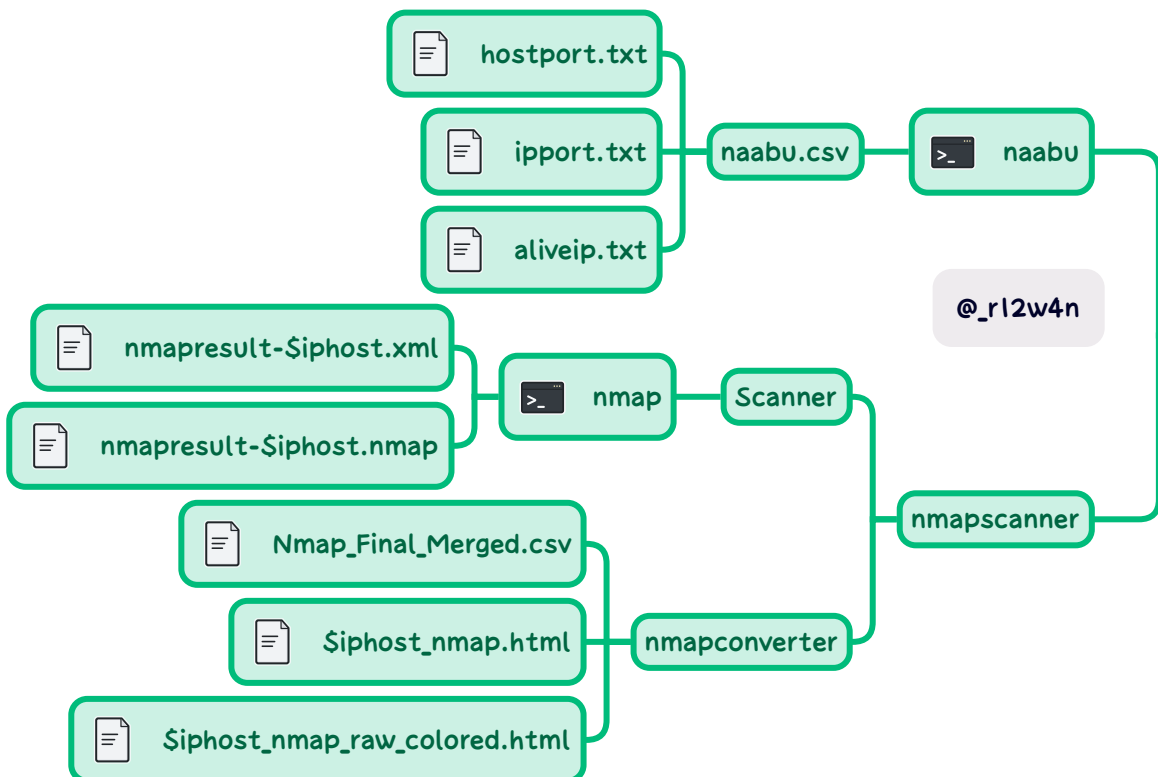 hostport.txt
ipport.txt
naabu.csv
>_ naabu
aliveip.txt
@_r12w4n
nmapresult-$iphost.xml
>_ nmap
Scanner
nmapresult-$iphost.nmap
nmapscanner
Nmap_Final_Merged.csv
$iphost_nmap.html
nmapconverter
$iphost_nmap_raw_colored.html